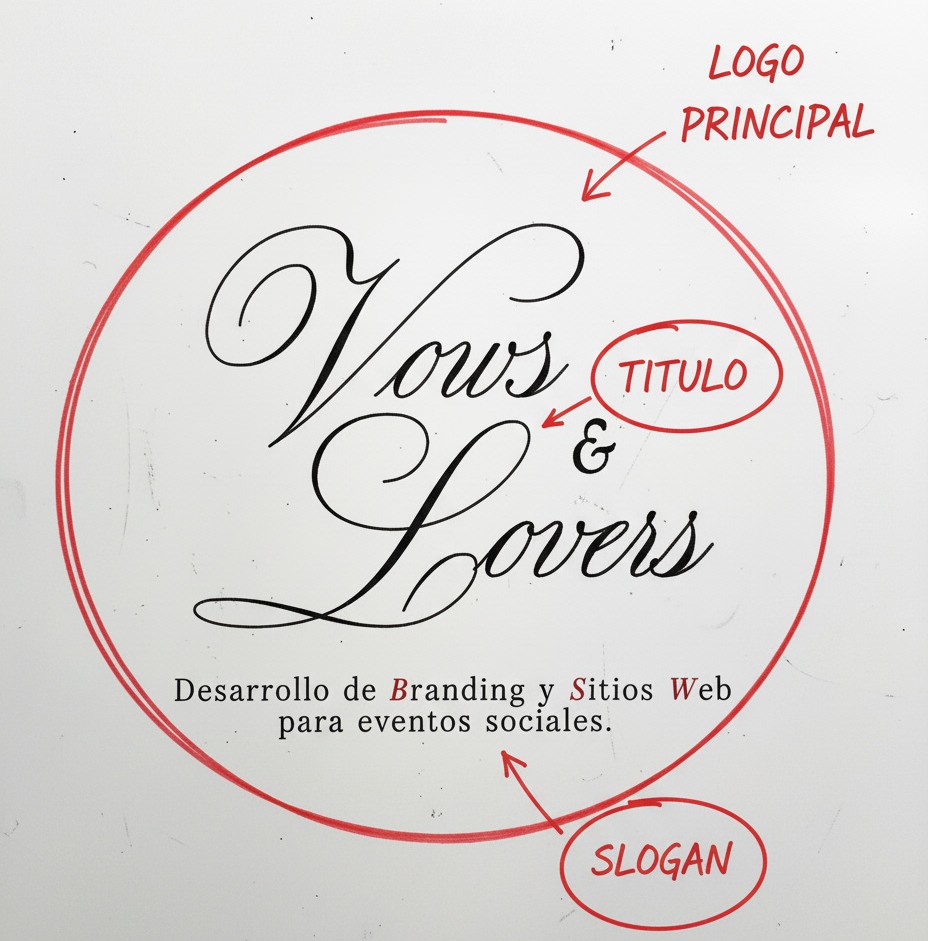 LOGO
PRINCIPAL
Vows
TITULO
&
Lovers
Desarrollo de Branding y Sitios Web
para eventos sociales.
SLOGAN